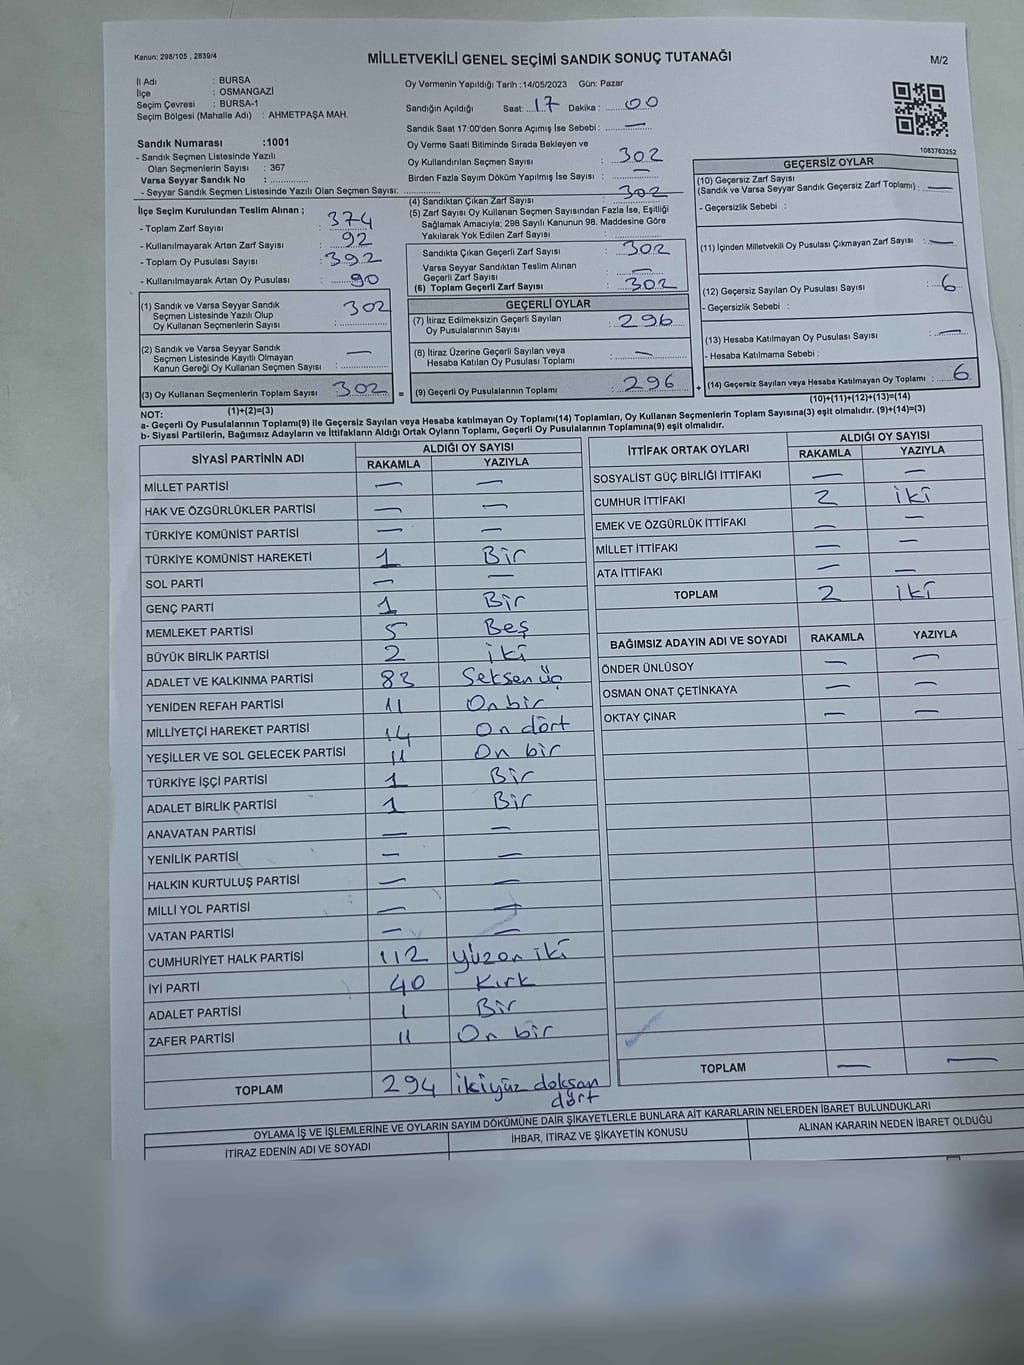 Kanun: 298/105 , 2839/4
MİLLETVEKİLİ GENEL SEÇİMİ SANDIK SONUÇ TUTANAĞI
M/2
İl Adı : BURSA
İlçe : OSMANGAZİ
Seçim Çevresi : BURSA-1
Seçim Bölgesi (Mahalle Adı) : AHMETPAŞA MAH.
Sandık Numarası :1001
- Sandık Seçmen Listesinde Yazılı
Olan Seçmenlerin Sayısı : 367
Varsa Seyyar Sandık No :
- Seyyar Sandık Seçmen Listesinde Yazılı Olan Seçmen Sayısı:
Oy Vermenin Yapıldığı Tarih :14/05/2023 Gün: Pazar
Sandığın Açıldığı Saat: 17 Dakika : 00
Sandık Saat 17:00'den Sonra Açımış İse Sebebi : —
Oy Verme Saati Bitiminde Sırada Bekleyen ve
Oy Kullandırılan Seçmen Sayısı : 302
Birden Fazla Sayım Döküm Yapılmış İse Sayısı : —
1083763252
İlçe Seçim Kurulundan Teslim Alınan ;
- Toplam Zarf Sayısı : 374
- Kullanılmayarak Artan Zarf Sayısı : 92
- Toplam Oy Pusulası Sayısı : 392
- Kullanılmayarak Artan Oy Pusulası : 90
(1) Sandık ve Varsa Seyyar Sandık
Seçmen Listesinde Yazılı Olup
Oy Kullanan Seçmenlerin Sayısı : 302
(2) Sandık ve Varsa Seyyar Sandık
Seçmen Listesinde Kayıtlı Olmayan
Kanun Gereği Oy Kullanan Seçmen Sayısı : —
(3) Oy Kullanan Seçmenlerin Toplam Sayısı 302 =
(1)+(2)=(3)
(4) Sandıktan Çıkan Zarf Sayısı : 302
(5) Zarf Sayısı Oy Kullanan Seçmen Sayısından Fazla İse, Eşitliği
Sağlamak Amacıyla; 298 Sayılı Kanunun 98. Maddesine Göre
Yakılarak Yok Edilen Zarf Sayısı :
Sandıkta Çıkan Geçerli Zarf Sayısı : 302
Varsa Seyyar Sandıktan Teslim Alınan
Geçerli Zarf Sayısı : —
(6) Toplam Geçerli Zarf Sayısı : 302
GEÇERLİ OYLAR
(7) İtiraz Edilmeksizin Geçerli Sayılan
Oy Pusulalarının Sayısı : 296
(8) İtiraz Üzerine Geçerli Sayılan veya
Hesaba Katılan Oy Pusulası Toplamı : —
(9) Geçerli Oy Pusulalarının Toplamı : 296 +
GEÇERSİZ OYLAR
(10) Geçersiz Zarf Sayısı
(Sandık ve Varsa Seyyar Sandık Geçersiz Zarf Toplamı) : —
- Geçersizlik Sebebi :
(11) İçinden Milletvekili Oy Pusulası Çıkmayan Zarf Sayısı : —
(12) Geçersiz Sayılan Oy Pusulası Sayısı : 6
- Geçersizlik Sebebi :
(13) Hesaba Katılmayan Oy Pusulası Sayısı : —
- Hesaba Katılmama Sebebi :
(14) Geçersiz Sayılan veya Hesaba Katılmayan Oy Toplamı : 6
(10)+(11)+(12)+(13)=(14)
NOT:
a- Geçerli Oy Pusulaları Toplamı(9) İle Geçersiz Sayılan veya Hesaba katılmayan Oy Toplamı(14) Toplamları, Oy Kullanan Seçmenlerin Toplam Sayısına(3) eşit olmalıdır. (9)+(14)=(3)
b- Siyasi Partilerin, Bağımsız Adayların ve İttifakların Aldığı Ortak Oyların Toplamı, Geçerli Oy Pusulalarının Toplamına(9) eşit olmalıdır.
SİYASİ PARTİNİN ADI ALDIĞI OY SAYISI
RAKAMLA YAZIYLA
MİLLET PARTİSİ — —
HAK VE ÖZGÜRLÜKLER PARTİSİ — —
TÜRKİYE KOMÜNİST PARTİSİ — —
TÜRKİYE KOMÜNİST HAREKETİ 1 Bir
SOL PARTİ — —
GENÇ PARTİ 1 Bir
MEMLEKET PARTİSİ 5 Beş
BÜYÜK BİRLİK PARTİSİ 2 iki
ADALET VE KALKINMA PARTİSİ 83 Seksen üç
YENİDEN REFAH PARTİSİ 11 On bir
MİLLİYETÇİ HAREKET PARTİSİ 14 On dört
YEŞİLLER VE SOL GELECEK PARTİSİ 11 On bir
TÜRKİYE İŞÇİ PARTİSİ 1 Bir
ADALET BİRLİK PARTİSİ 1 Bir
ANAVATAN PARTİSİ — —
YENİLİK PARTİSİ — —
HALKIN KURTULUŞ PARTİSİ — —
MİLLİ YOL PARTİSİ — —
VATAN PARTİSİ — —
CUMHURİYET HALK PARTİSİ 112 yüzon iki
İYİ PARTİ 40 Kırk
ADALET PARTİSİ 1 Bir
ZAFER PARTİSİ 11 On bir
TOPLAM 294 ikiyüz doksan
dört
İTTİFAK ORTAK OYLARI ALDIĞI OY SAYISI
RAKAMLA YAZIYLA
SOSYALİST GÜÇ BİRLİĞİ İTTİFAKI — —
CUMHUR İTTİFAKI 2 iki
EMEK VE ÖZGÜRLÜK İTTİFAKI — —
MİLLET İTTİFAKI — —
ATA İTTİFAKI — —
TOPLAM 2 iki
BAĞIMSIZ ADAYIN ADI VE SOYADI RAKAMLA YAZIYLA
ÖNDER ÜNLÜSOY — —
OSMAN ONAT ÇETİNKAYA — —
OKTAY ÇINAR — —
TOPLAM — —
OYLAMA İŞ VE İŞLEMLERİNE VE OYLARIN SAYIM DÖKÜMÜNE DAİR ŞİKAYETLERLE BUNLARA AİT KARARLARIN NELERDEN İBARET BULUNDUKLARI
İTİRAZ EDENİN ADI VE SOYADI İHBAR, İTİRAZ VE ŞİKAYETİN KONUSU ALINAN KARARIN NEDEN İBARET OLDUĞU